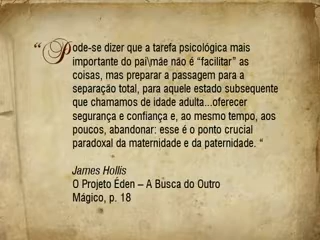 “Pode-se dizer que a tarefa psicológica mais
importante do pai\mãe não é “facilitar” as
coisas, mas preparar a passagem para a
separação total, para aquele estado subsequente
que chamamos de idade adulta...oferecer
segurança e confiança e, ao mesmo tempo, aos
poucos, abandonar: esse é o ponto crucial
paradoxal da maternidade e da paternidade. “
James Hollis
O Projeto Éden – A Busca do Outro
Mágico, p. 18